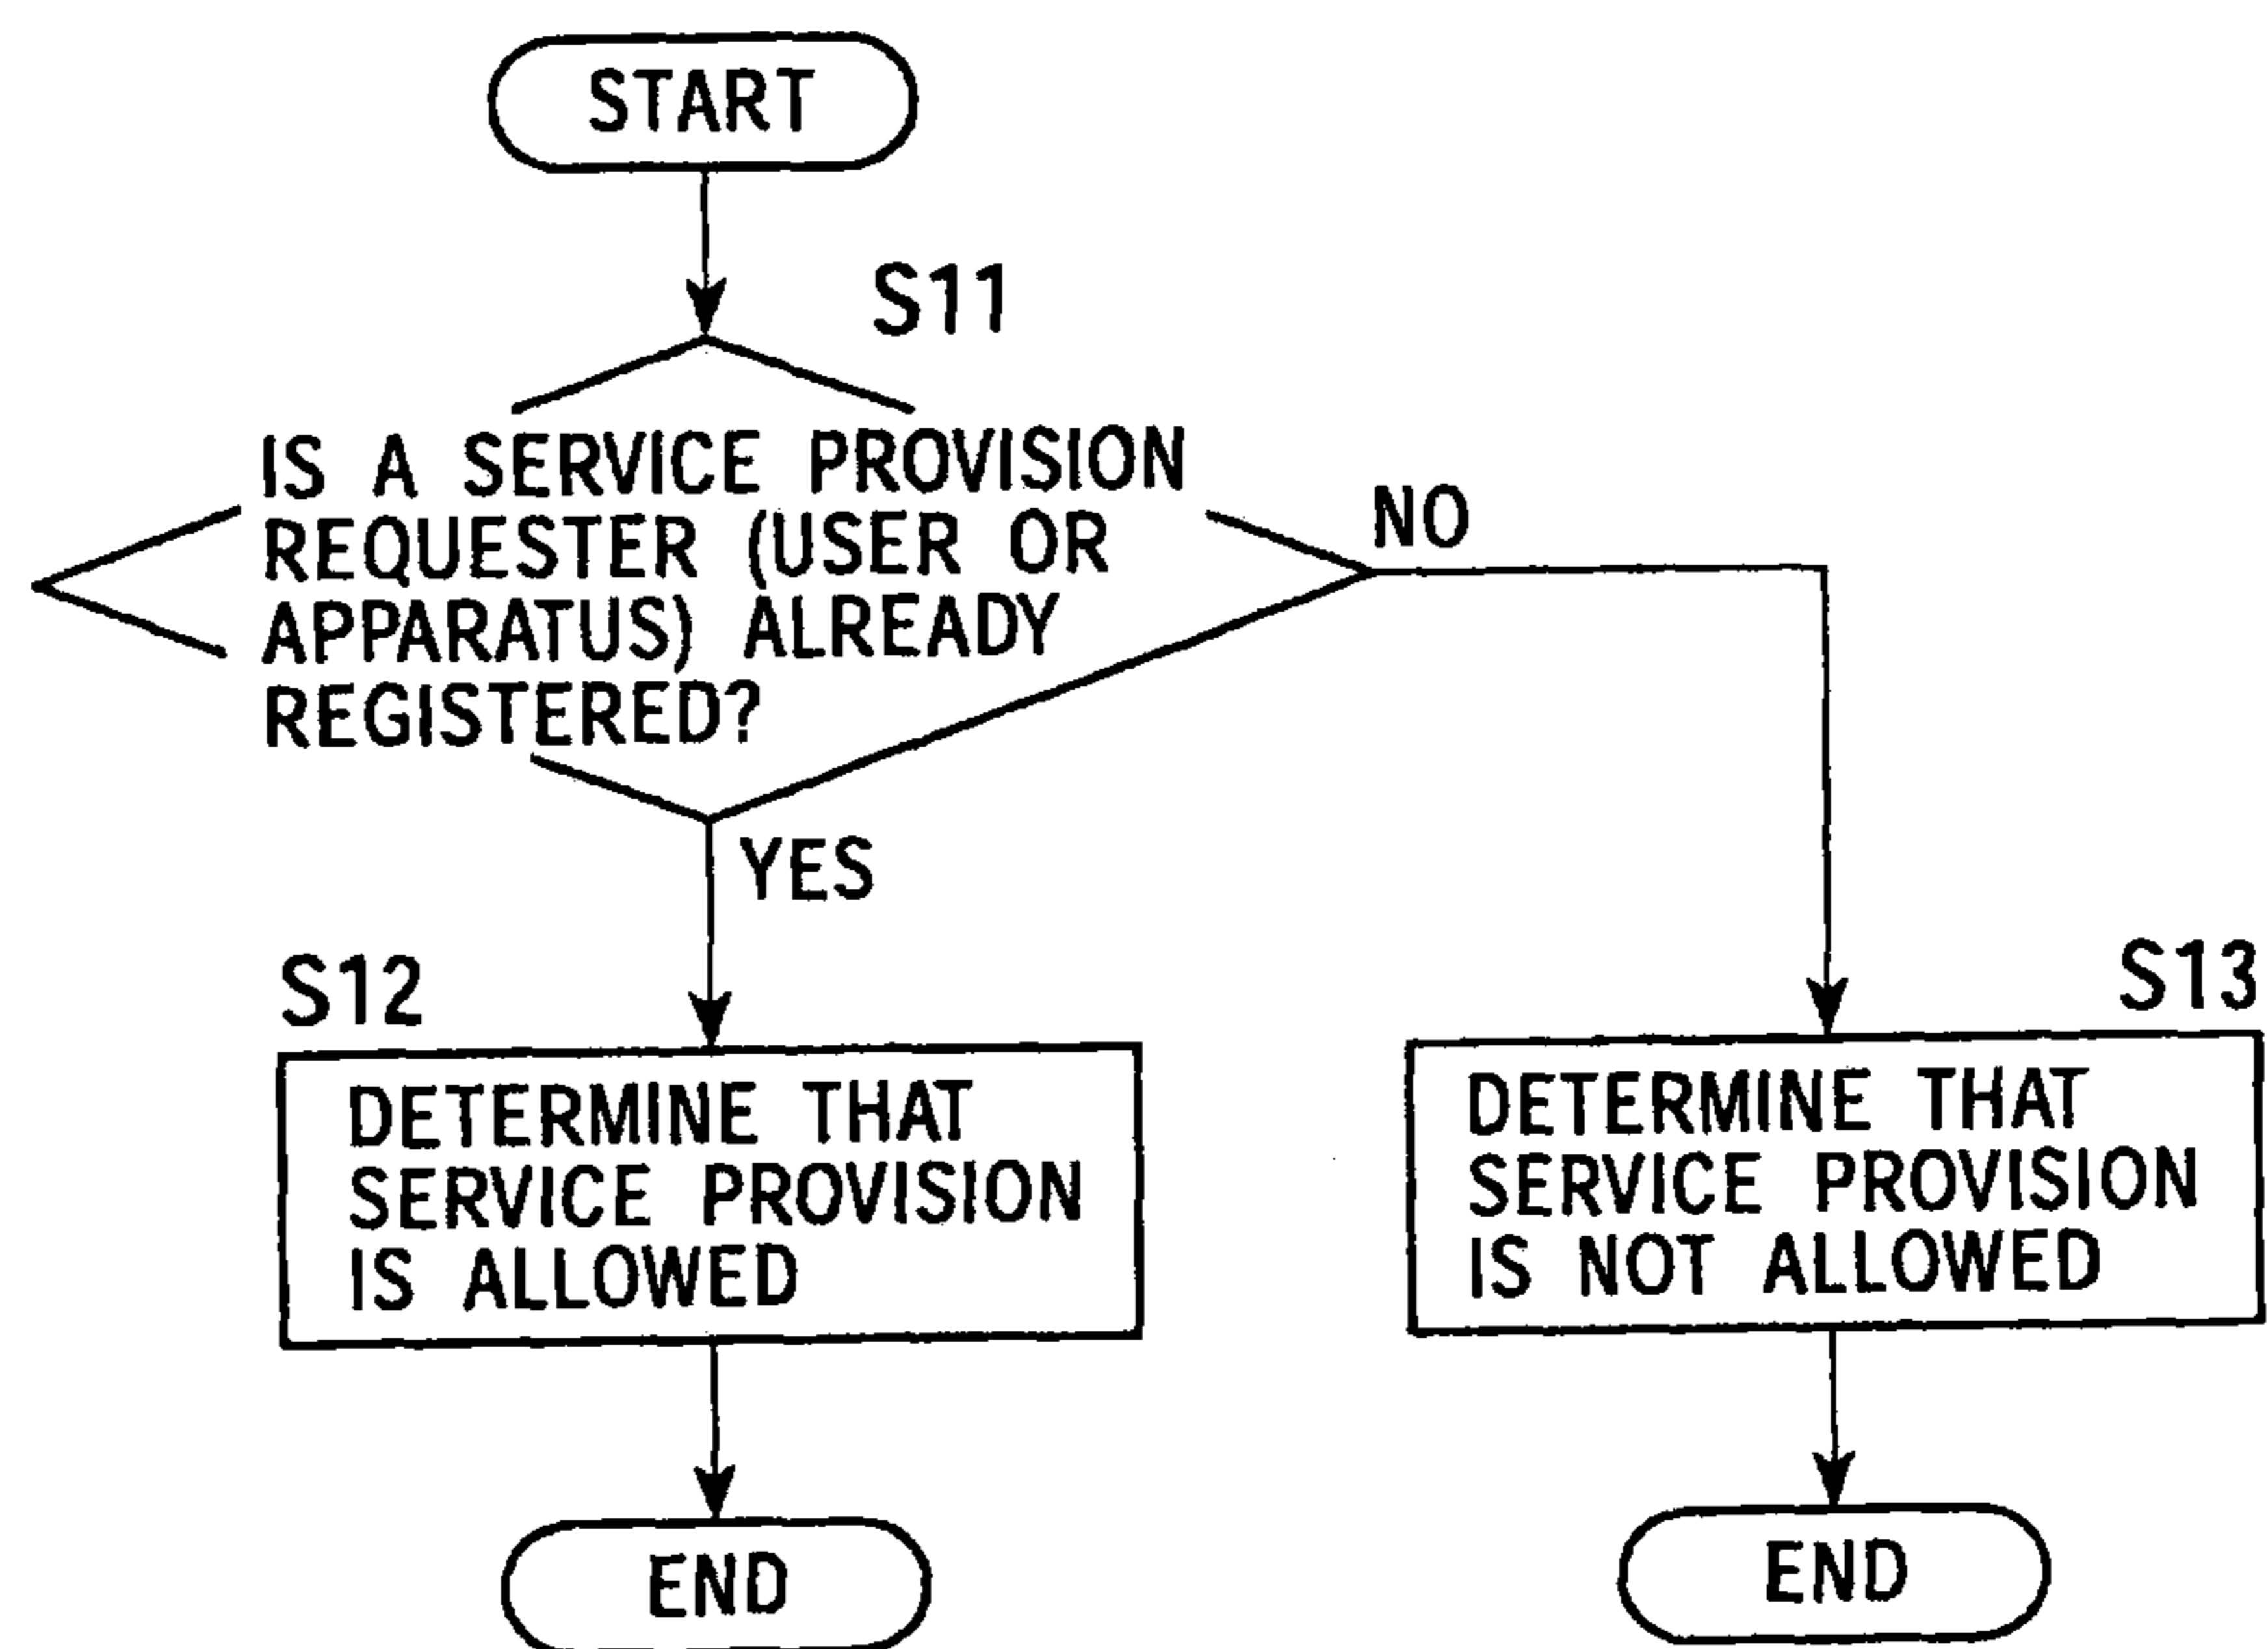 START
S11
IS A SERVICE PROVISION
REQUESTER (USER OR
APPARATUS) ALREADY
REGISTERED?
NO
YES
S12
DETERMINE THAT
SERVICE PROVISION
IS ALLOWED
END
S13
DETERMINE THAT
SERVICE PROVISION
IS NOT ALLOWED
END